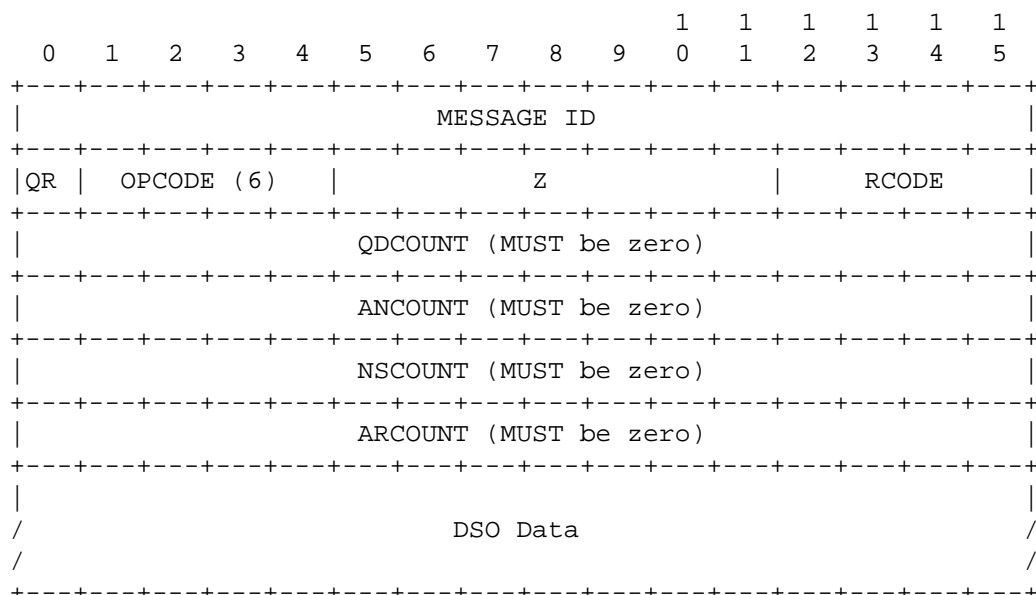 1   1   1   1   1   1
     0   1   2   3   4   5   6   7   8   9   0   1   2   3   4   5
   +---+---+---+---+---+---+---+---+---+---+---+---+---+---+---+---+
   |                          MESSAGE ID                           |
   +---+---+---+---+---+---+---+---+---+---+---+---+---+---+---+---+
   |QR |  OPCODE (6)   |            Z              |     RCODE     |
   +---+---+---+---+---+---+---+---+---+---+---+---+---+---+---+---+
   |                     QDCOUNT (MUST be zero)                    |
   +---+---+---+---+---+---+---+---+---+---+---+---+---+---+---+---+
   |                     ANCOUNT (MUST be zero)                    |
   +---+---+---+---+---+---+---+---+---+---+---+---+---+---+---+---+
   |                     NSCOUNT (MUST be zero)                    |
   +---+---+---+---+---+---+---+---+---+---+---+---+---+---+---+---+
   |                     ARCOUNT (MUST be zero)                    |
   +---+---+---+---+---+---+---+---+---+---+---+---+---+---+---+---+
   |                                                               |
   /                           DSO Data                            /
   /                                                               /
   +---+---+---+---+---+---+---+---+---+---+---+---+---+---+---+---+